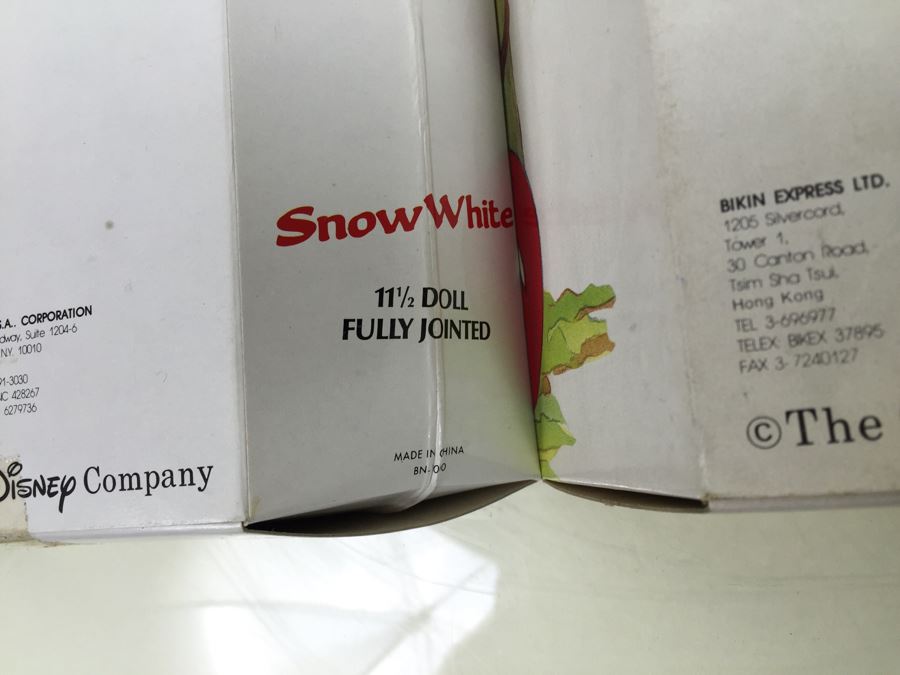 S.A. CORPORATION
dway, Suite 1204-6
N.Y. 10010
91-3030
IC 428267
6279736
Disney Company
Snow White
11½ DOLL
FULLY JOINTED
MADE IN CHINA
BIKIN EXPRESS LTD.
1205 Silvercord,
Tower 1,
30 Canton Road,
Tsim Sha Tsui,
Hong Kong
TEL 3-696977
TELEX: BIKEX 37895
FAX 3-7240127
©The